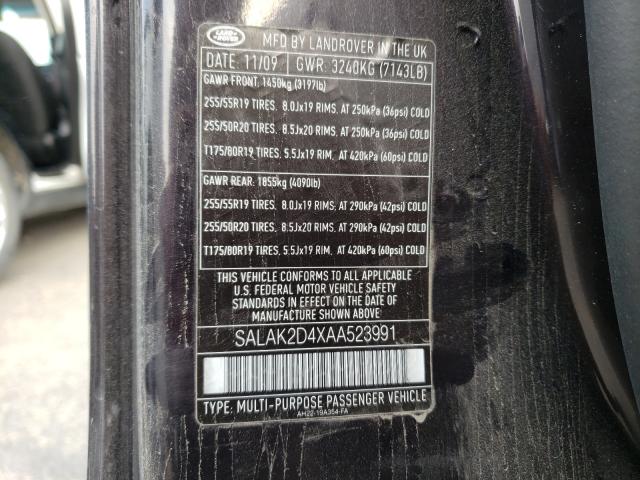 LAND
ROVER
MFD BY LANDROVER IN THE UK
DATE: 11/09 GWR: 3240KG (7143LB)
GAWR FRONT: 1450kg (3197lb)
255/55R19 TIRES. 8.0Jx19 RIMS. AT 250kPa (36psi) COLD
255/50R20 TIRES. 8.5Jx20 RIMS. AT 250kPa (36psi) COLD
T175/80R19 TIRES. 5.5Jx19 RIM. AT 420kPa (60psi) COLD
GAWR REAR: 1855kg (4090lb)
255/55R19 TIRES. 8.0Jx19 RIMS. AT 290kPa (42psi) COLD
255/50R20 TIRES. 8.5Jx20 RIMS. AT 290kPa (42psi) COLD
T175/80R19 TIRES. 5.5Jx19 RIM. AT 420kPa (60psi) COLD
THIS VEHICLE CONFORMS TO ALL APPLICABLE
U.S. FEDERAL MOTOR VEHICLE SAFETY
STANDARDS IN EFFECT ON THE DATE OF
MANUFACTURE SHOWN ABOVE.
SALAK2D4XAA523991
TYPE: MULTI-PURPOSE PASSENGER VEHICLE
AH22-19A354-FA